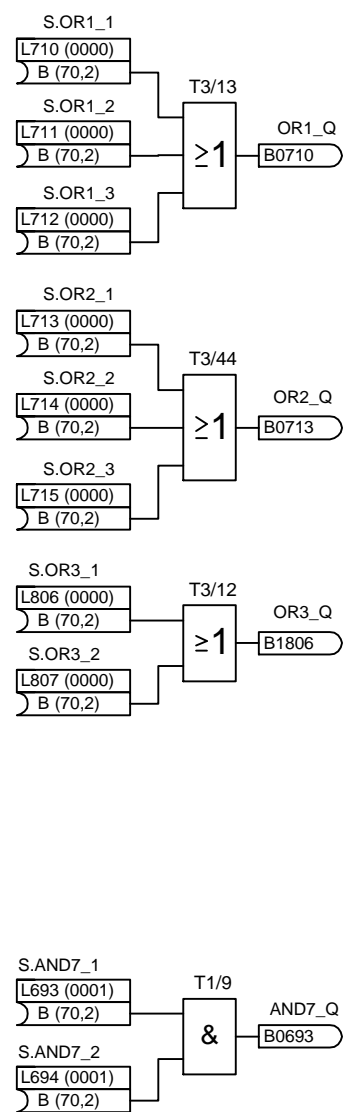 S.OR1_1
L710 (0000)
B (70,2)
T3/13
S.OR1_2
OR1_Q
L711 (0000)
B (70,2)
≥1
B0710
S.OR1_3
L712 (0000)
B (70,2)
S.OR2_1
L713 (0000)
B (70,2)
T3/44
S.OR2_2
OR2_Q
L714 (0000)
B (70,2)
≥1
B0713
S.OR2_3
L715 (0000)
B (70,2)
S.OR3_1
T3/12
L806 (0000)
B (70,2)
OR3_Q
≥1
B1806
S.OR3_2
L807 (0000)
B (70,2)
S.AND7_1
T1/9
L693 (0001)
B (70,2)
AND7_Q
&
B0693
S.AND7_2
L694 (0001)
B (70,2)